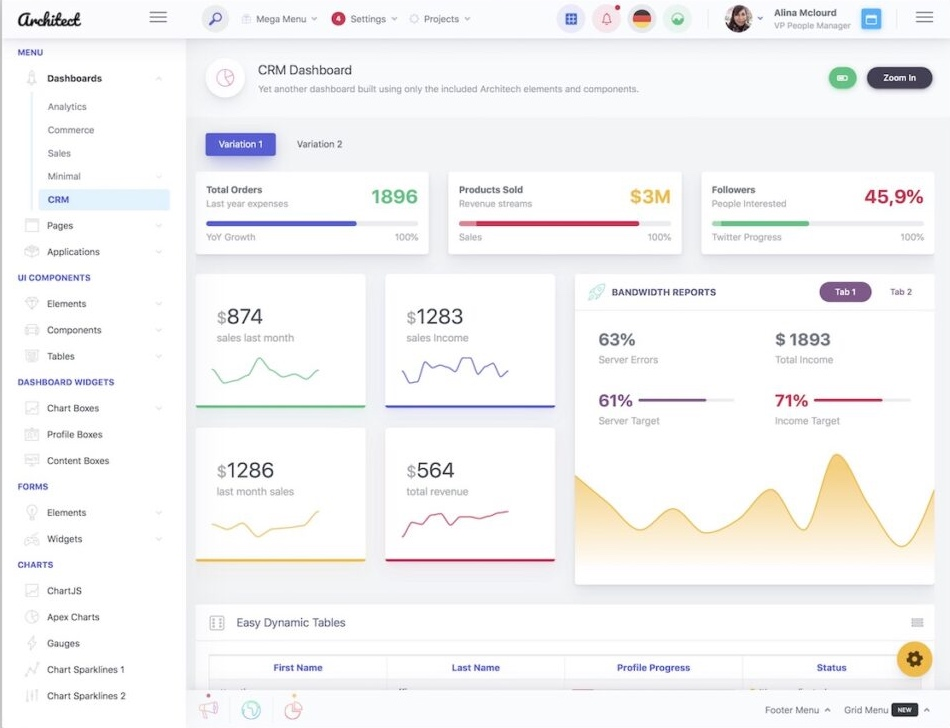 Architect
Mega Menu
4 Settings
Projects
Alina Mclourd
VP People Manager
MENU
Dashboards
Analytics
Commerce
Sales
Minimal
CRM
Pages
Applications
UI COMPONENTS
Elements
Components
Tables
DASHBOARD WIDGETS
Chart Boxes
Profile Boxes
Content Boxes
FORMS
Elements
Widgets
CHARTS
ChartJS
Apex Charts
Gauges
Chart Sparklines 1
Chart Sparklines 2
CRM Dashboard
Yet another dashboard built using only the included Architech elements and components.
Zoom In
Variation 1
Variation 2
Total Orders
Last year expenses
1896
YoY Growth
100%
Products Sold
Revenue streams
$3M
Sales
100%
Followers
People Interested
45,9%
Twitter Progress
100%
$874
sales last month
$1283
sales Income
$1286
last month sales
$564
total revenue
BANDWIDTH REPORTS
Tab 1
Tab 2
63%
Server Errors
$ 1893
Total Income
61%
Server Target
71%
Income Target
Easy Dynamic Tables
First Name
Last Name
Profile Progress
Status
Footer Menu
Grid Menu NEW